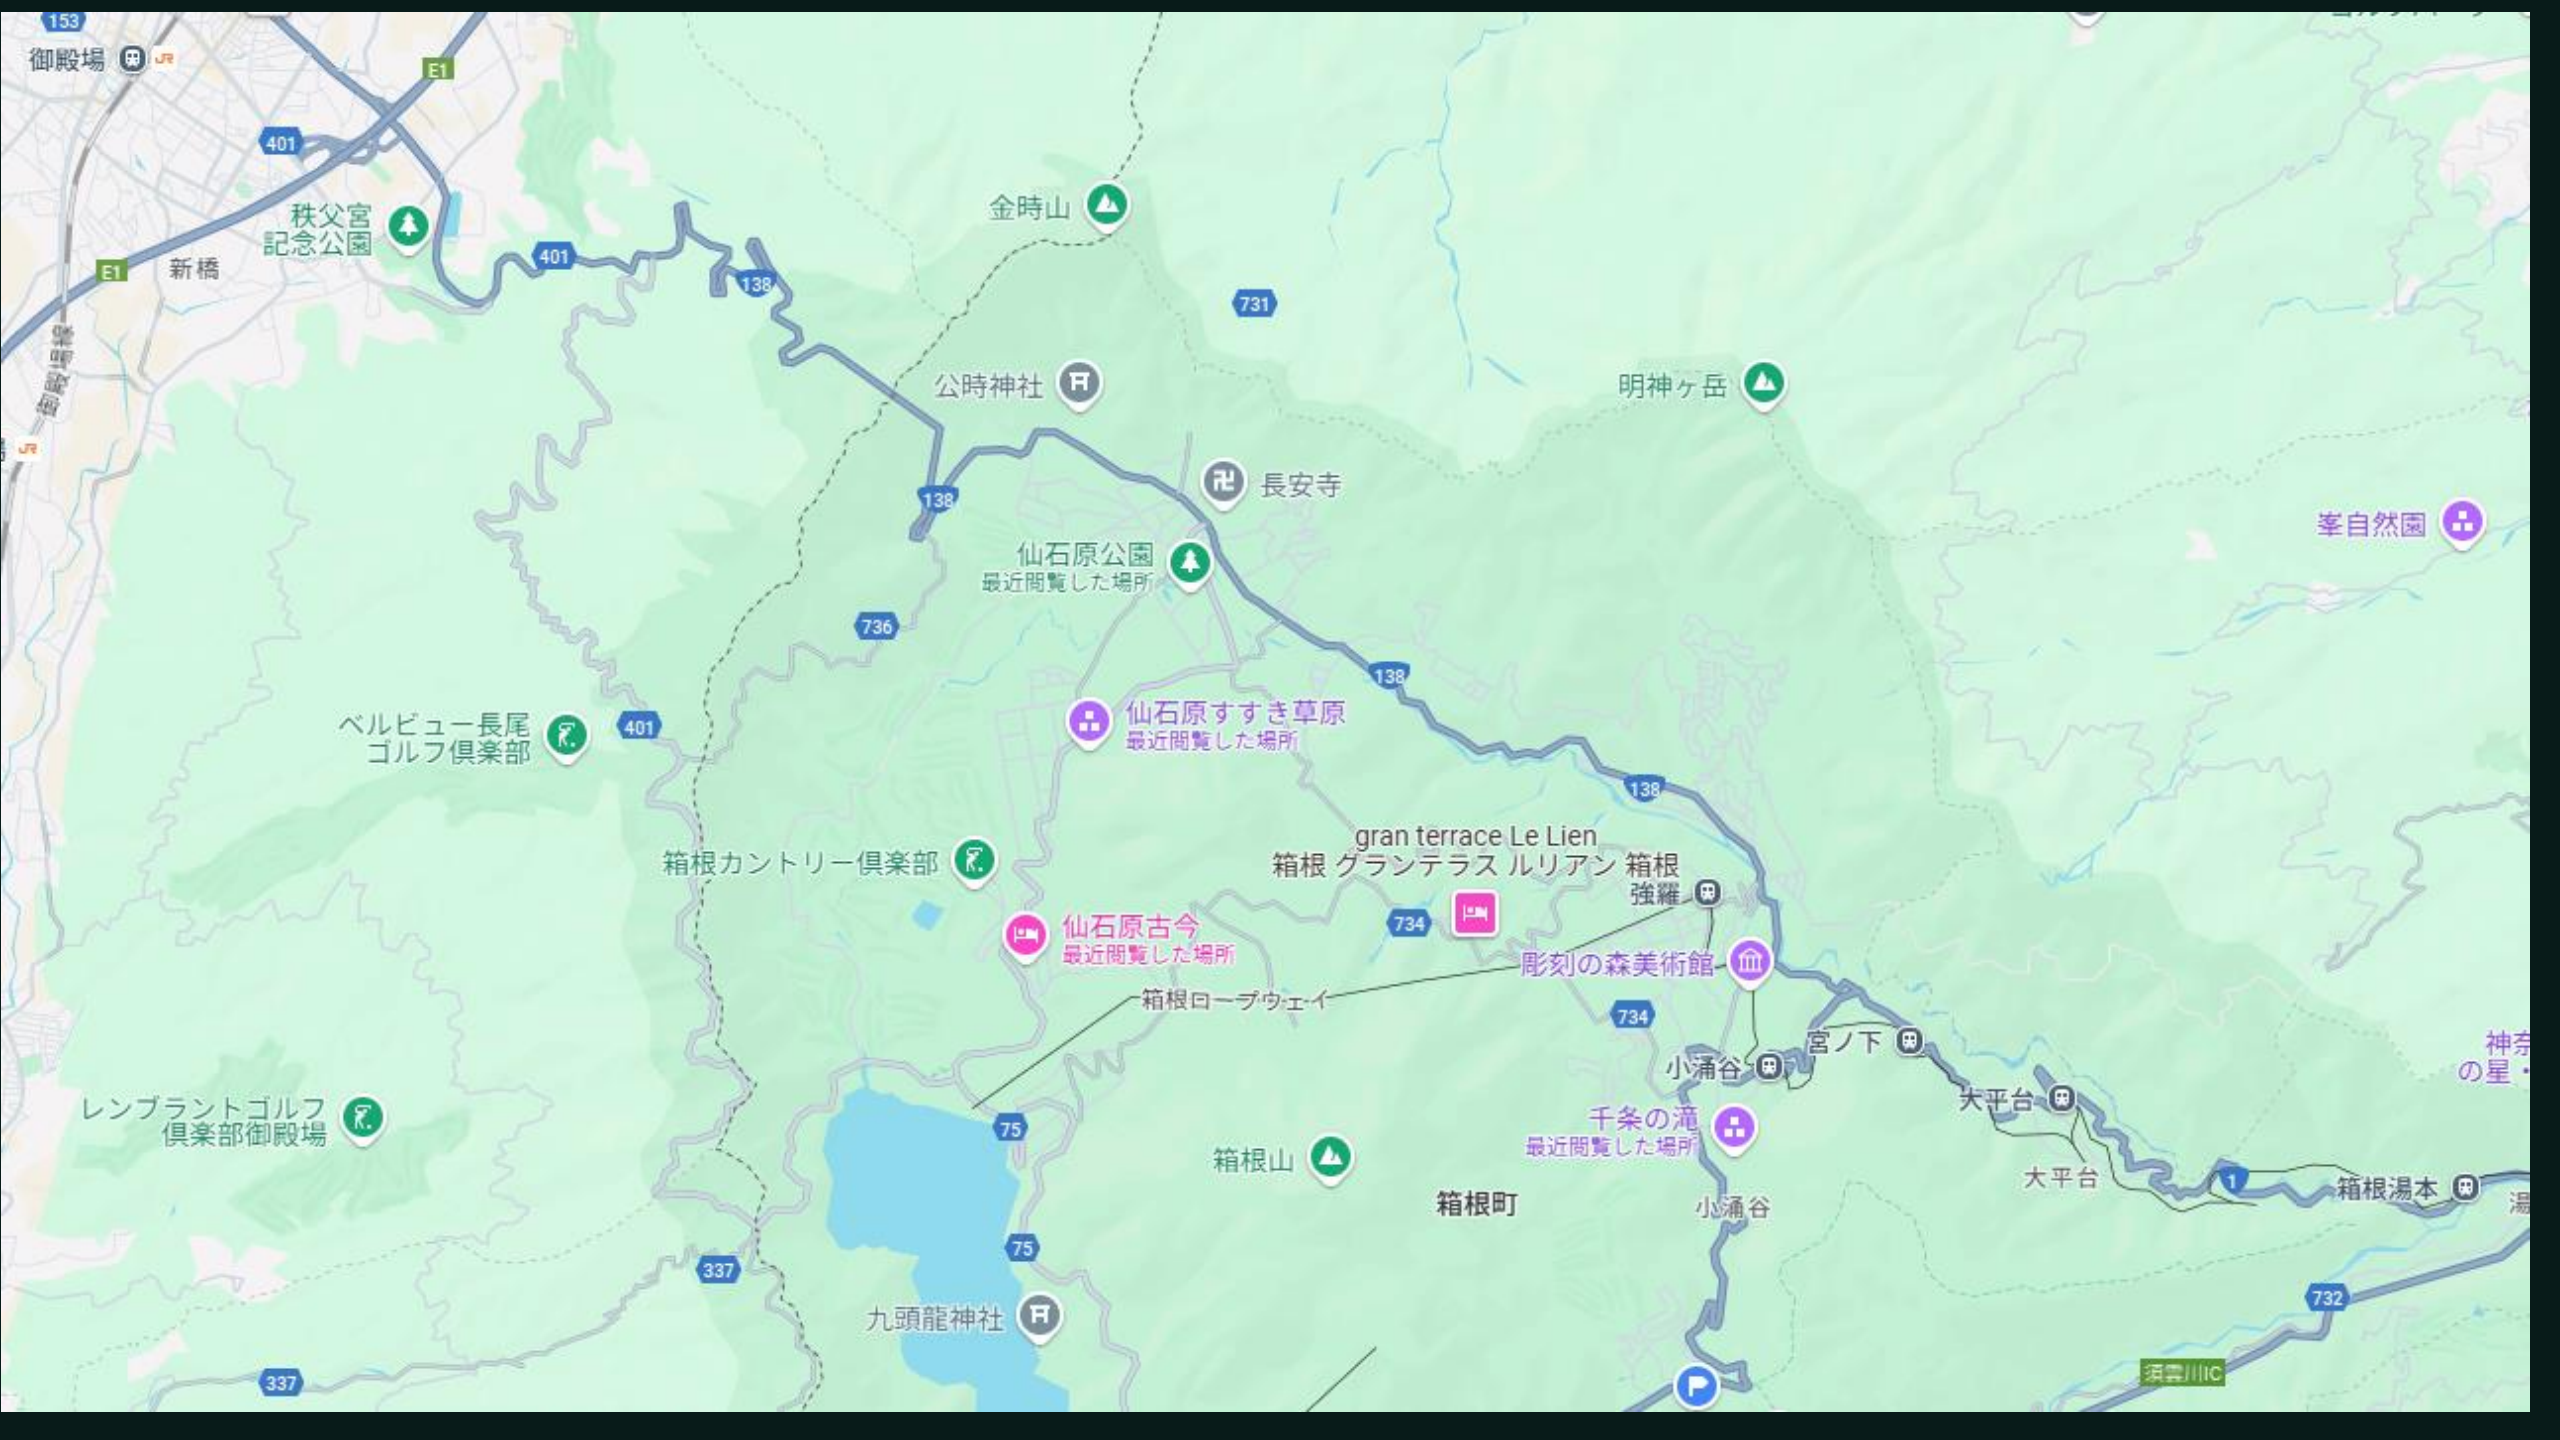 153
御殿場
JR
E1
401
秩父宮
記念公園
E1
新橋
401
138
金時山
731
御殿場線
JR
公時神社
明神ヶ岳
138
長安寺
峯自然園
仙石原公園
最近閲覧した場所
736
138
ベルビュー長尾
ゴルフ倶楽部
401
仙石原すすき草原
最近閲覧した場所
138
gran terrace Le Lien
箱根 グランテラス ルリアン 箱根
箱根カントリー倶楽部
強羅
734
仙石原古今
最近閲覧した場所
彫刻の森美術館
箱根ロープウェイ
734
宮ノ下
小涌谷
神奈
の星・
大平台
レンブラントゴルフ
倶楽部御殿場
75
千条の滝
最近閲覧した場所
箱根山
大平台
1
箱根湯本
湯
箱根町
小涌谷
75
337
732
九頭龍神社
337
須雲川IC
P